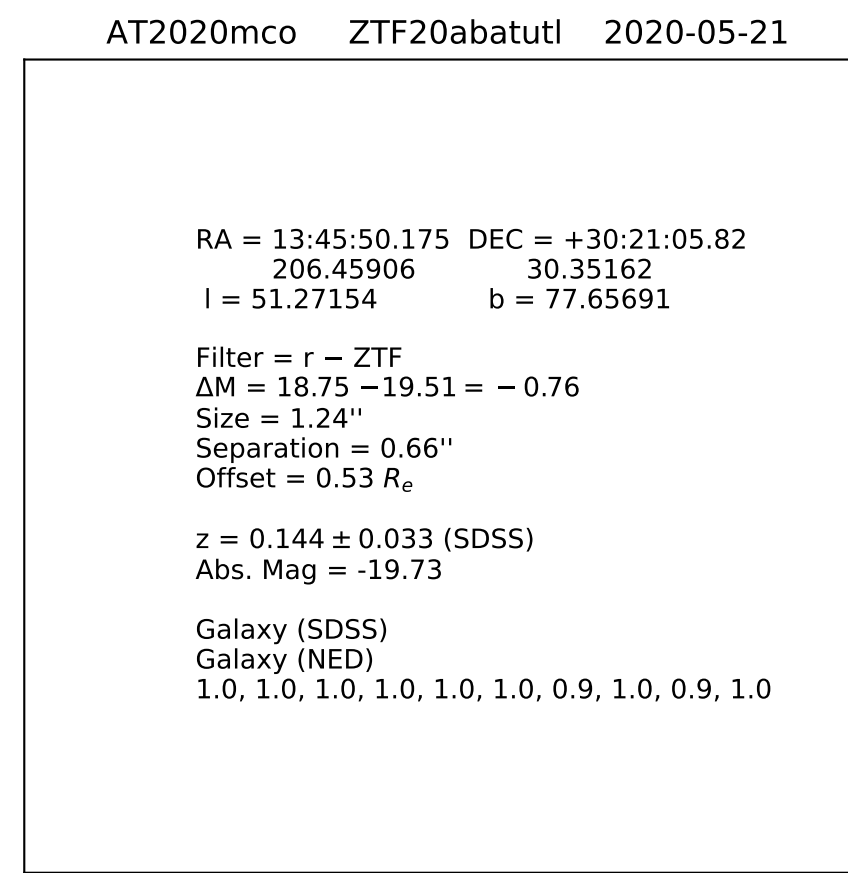 AT2020mco ZTF20abatutl 2020-05-21
RA = 13:45:50.175 DEC = +30:21:05.82
206.45906 30.35162
l = 51.27154 b = 77.65691
Filter = r − ZTF
ΔM = 18.75 −19.51 = − 0.76
Size = 1.24''
Separation = 0.66''
Offset = 0.53 Rₑ
z = 0.144 ± 0.033 (SDSS)
Abs. Mag = -19.73
Galaxy (SDSS)
Galaxy (NED)
1.0, 1.0, 1.0, 1.0, 1.0, 1.0, 0.9, 1.0, 0.9, 1.0